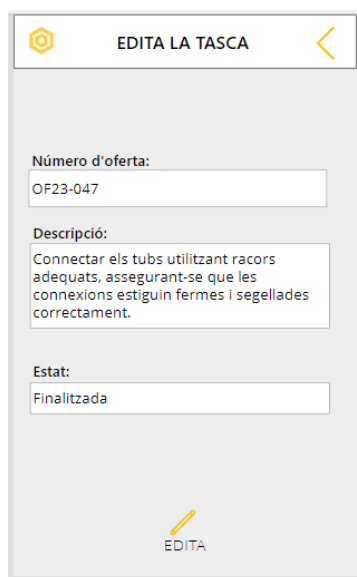 EDITA LA TASCA
Número d'oferta:
OF23-047
Descripció:
Connectar els tubs utilitzant racors
adequats, assegurant-se que les
connexions estiguin fermes i segellades
correctament.
Estat:
Finalitzada
EDITA